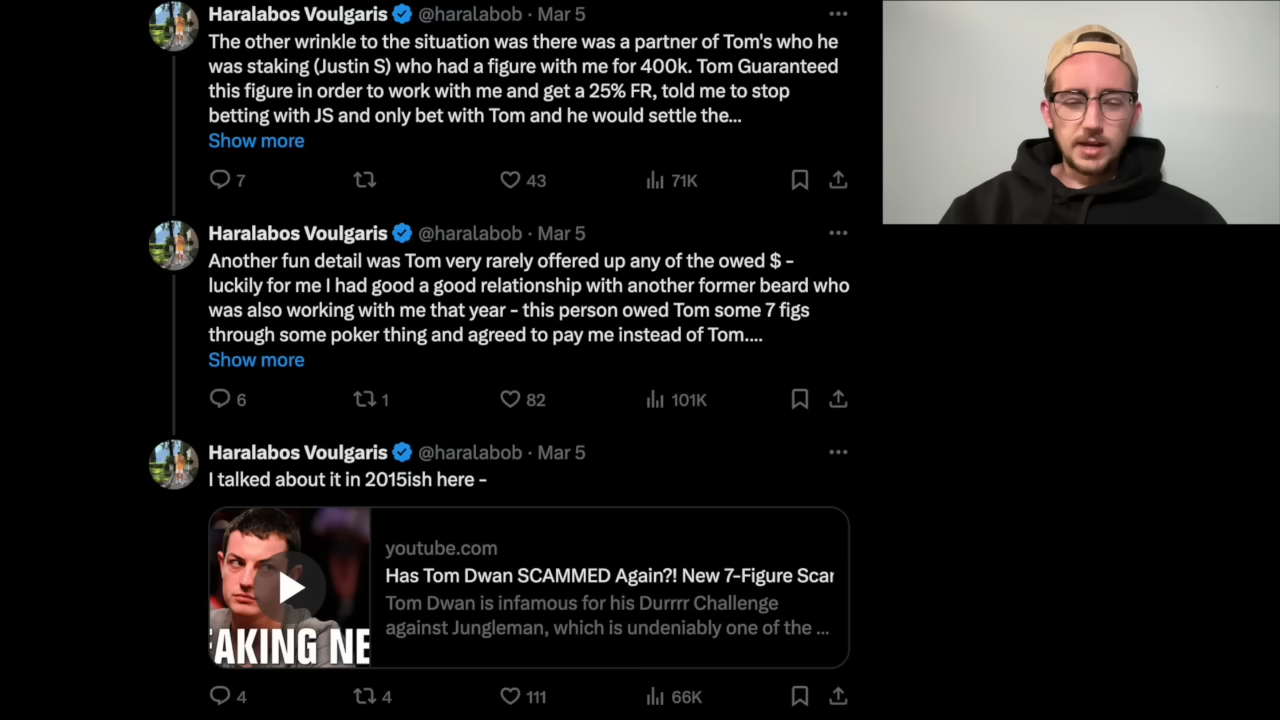 Haralabos Voulgaris @haralabob · Mar 5
The other wrinkle to the situation was there was a partner of Tom's who he
was staking (Justin S) who had a figure with me for 400k. Tom Guaranteed
this figure in order to work with me and get a 25% FR, told me to stop
betting with JS and only bet with Tom and he would settle the...
Show more
7 43 71K
Haralabos Voulgaris @haralabob · Mar 5
Another fun detail was Tom very rarely offered up any of the owed $ -
luckily for me I had good a good relationship with another former beard who
was also working with me that year - this person owed Tom some 7 figs
through some poker thing and agreed to pay me instead of Tom....
Show more
6 1 82 101K
Haralabos Voulgaris @haralabob · Mar 5
I talked about it in 2015ish here -
youtube.com
Has Tom Dwan SCAMMED Again?! New 7-Figure Scar
Tom Dwan is infamous for his Durrrr Challenge
against Jungleman, which is undeniably one of the ...
FAKING NE
4 4 111 66K